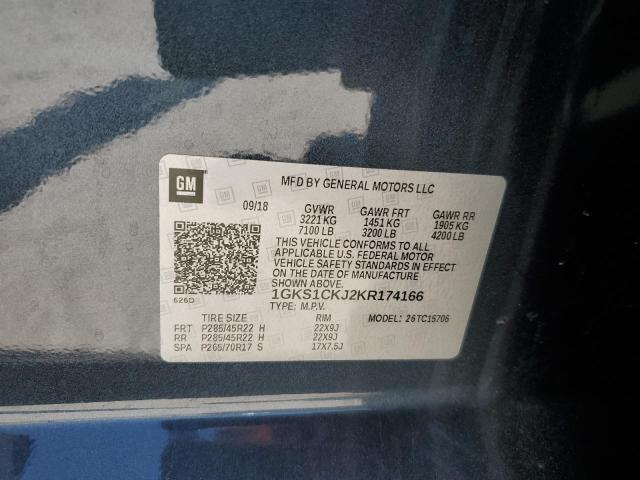 GM
MFD BY GENERAL MOTORS LLC
09/18 GVWR GAWR FRT GAWR RR
3221 KG 1451 KG 1905 KG
7100 LB 3200 LB 4200 LB
THIS VEHICLE CONFORMS TO ALL
APPLICABLE U.S. FEDERAL MOTOR
VEHICLE SAFETY STANDARDS IN
EFFECT ON THE DATE OF MANUFACTURE
SHOWN ABOVE.
626D 1GKS1CKJ2KR174166
TYPE: M.P.V.
TIRE SIZE RIM MODEL: 26TC15706
FRT P285/45R22 H 22X9J
RR P285/45R22 H 22X9J
SPA P265/70R17 S 17X7.5J